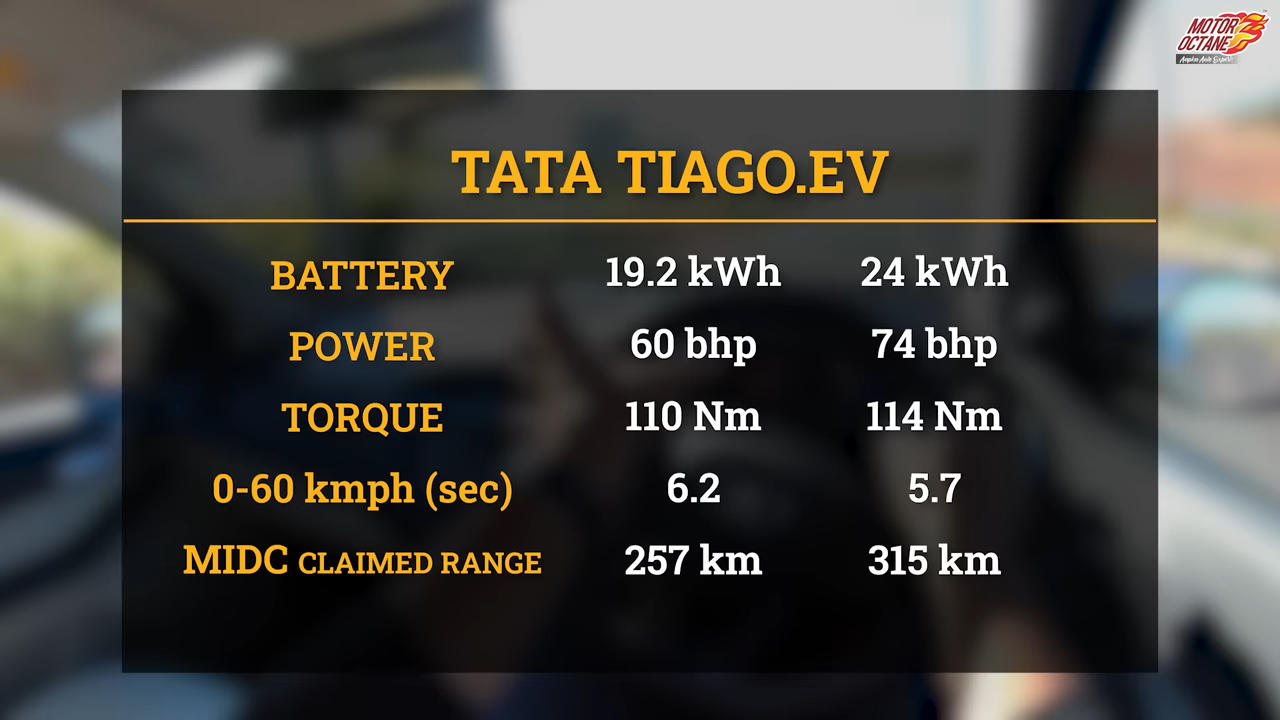 MOTOR
OCTANE
TATA TIAGO.EV
BATTERY 19.2 kWh 24 kWh
POWER 60 bhp 74 bhp
TORQUE 110 Nm 114 Nm
0-60 kmph (sec) 6.2 5.7
MIDC CLAIMED RANGE 257 km 315 km